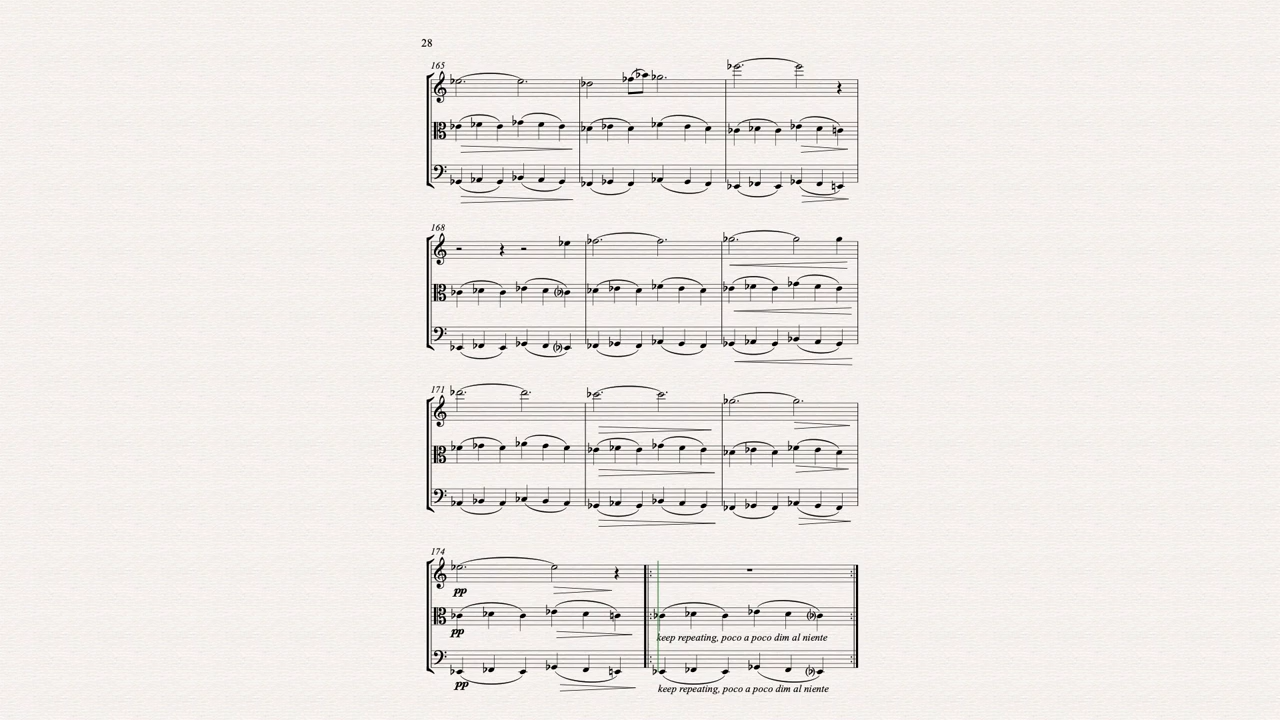 28
165
168
171
174
pp
pp
keep repeating, poco a poco dim al niente
pp
keep repeating, poco a poco dim al niente